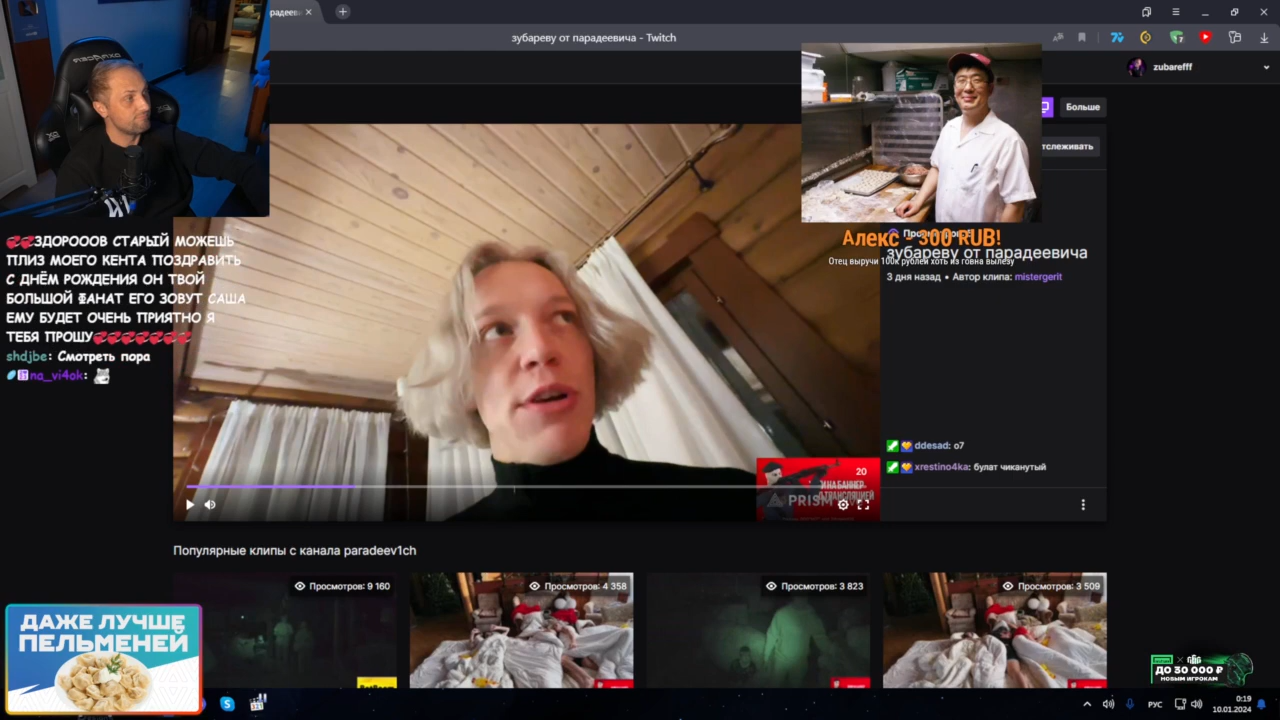 радееви
зубареву от парадеевича - Twitch
zubarefff
Больше
тслеживать
Алекс - 300 RUB!
Отец выручи 100к рублей хоть из говна вылезу
зубареву от парадеевича
3 дня назад • Автор клипа: mistergerit
ЗДОРОООВ СТАРЫЙ МОЖЕШЬ
ПЛИЗ МОЕГО КЕНТА ПОЗДРАВИТЬ
С ДНЁМ РОЖДЕНИЯ ОН ТВОЙ
БОЛЬШОЙ ФАНАТ ЕГО ЗОВУТ САША
ЕМУ БУДЕТ ОЧЕНЬ ПРИЯТНО Я
ТЕБЯ ПРОШУ
shdjbe: Смотреть пора
na_vi4ok:
ddesad: o7
xrestino4ka: булат чиканутый
20
PRISM
Популярные клипы с канала paradeev1ch
Просмотров: 9 160
Просмотров: 4 358
Просмотров: 3 823
Просмотров: 3 509
ДАЖЕ ЛУЧШЕ
ПЕЛЬМЕНЕЙ
ДО 30 000 ₽
НОВЫМ ИГРОКАМ
РУС
0:19
10.01.2024